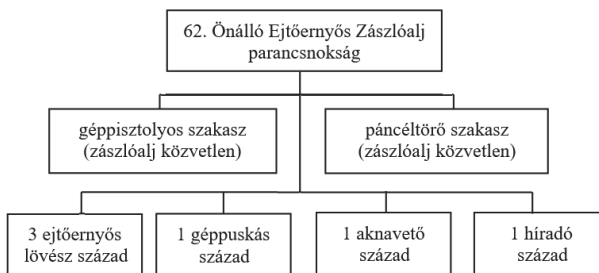 62. Önálló Ejtőernyős Zászlóalj
parancsnokság
géppisztolyos szakasz
(zászlóalj közvetlen)
páncéltörő szakasz
(zászlóalj közvetlen)
3 ejtőernyős
lövész század
1 géppuskás
század
1 aknavető
század
1 híradó
század